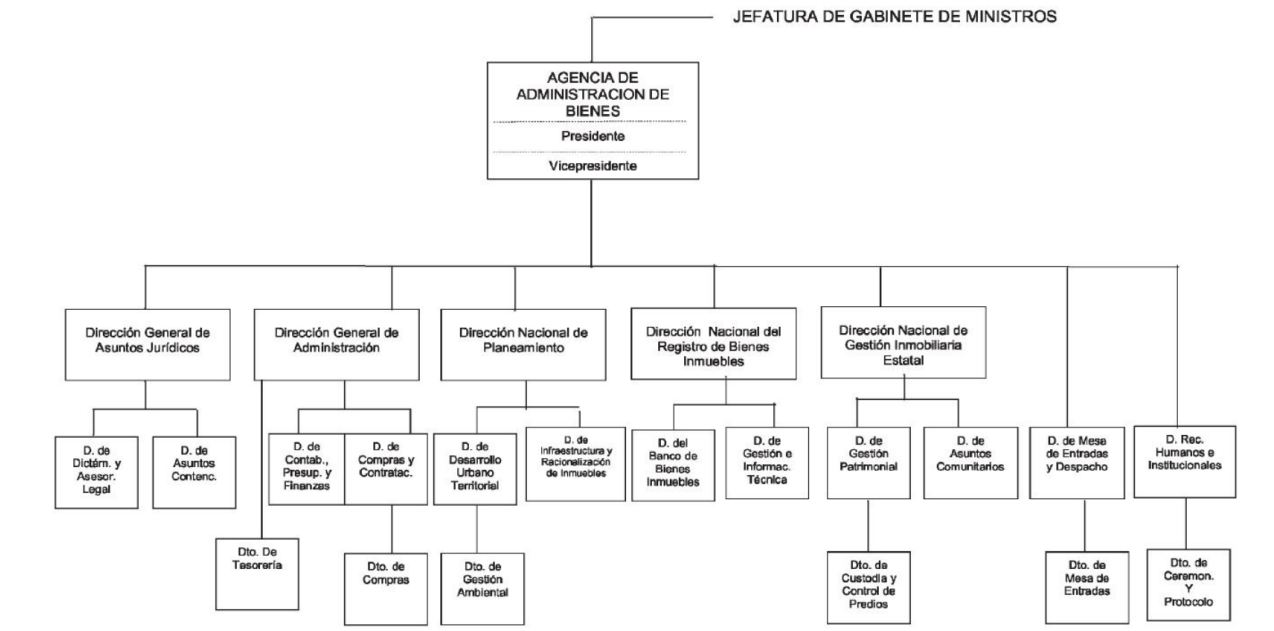 JEFATURA DE GABINETE DE MINISTROS
AGENCIA DE
ADMINISTRACION DE
BIENES
Presidente
Vicepresidente
Dirección General de
Asuntos Jurídicos
Dirección General de
Administración
Dirección Nacional de
Planeamiento
Dirección Nacional del
Registro de Bienes
Inmuebles
Dirección Nacional de
Gestión Inmobiliaria
Estatal
D. de
Dictám. y
Asesor.
Legal
D. de
Asuntos
Contenc.
D. de
Contab.,
Presup. y
Finanzas
D. de
Compras y
Contratac.
D. de
Desarrollo
Urbano
Territorial
D. de
Infraestructura y
Racionalización
de Inmuebles
D. del
Banco de
Bienes
Inmuebles
D. de
Gestión e
Informac.
Técnica
D. de
Gestión
Patrimonial
D. de
Asuntos
Comunitarios
D. de Mesa
de Entradas
y Despacho
D. Rec.
Humanos e
Institucionales
Dto. De
Tesorería
Dto. de
Compras
Dto. de
Gestión
Ambiental
Dto. de
Custodia y
Control de
Predios
Dto. de
Mesa de
Entradas
Dto. de
Ceremon.
Y
Protocolo